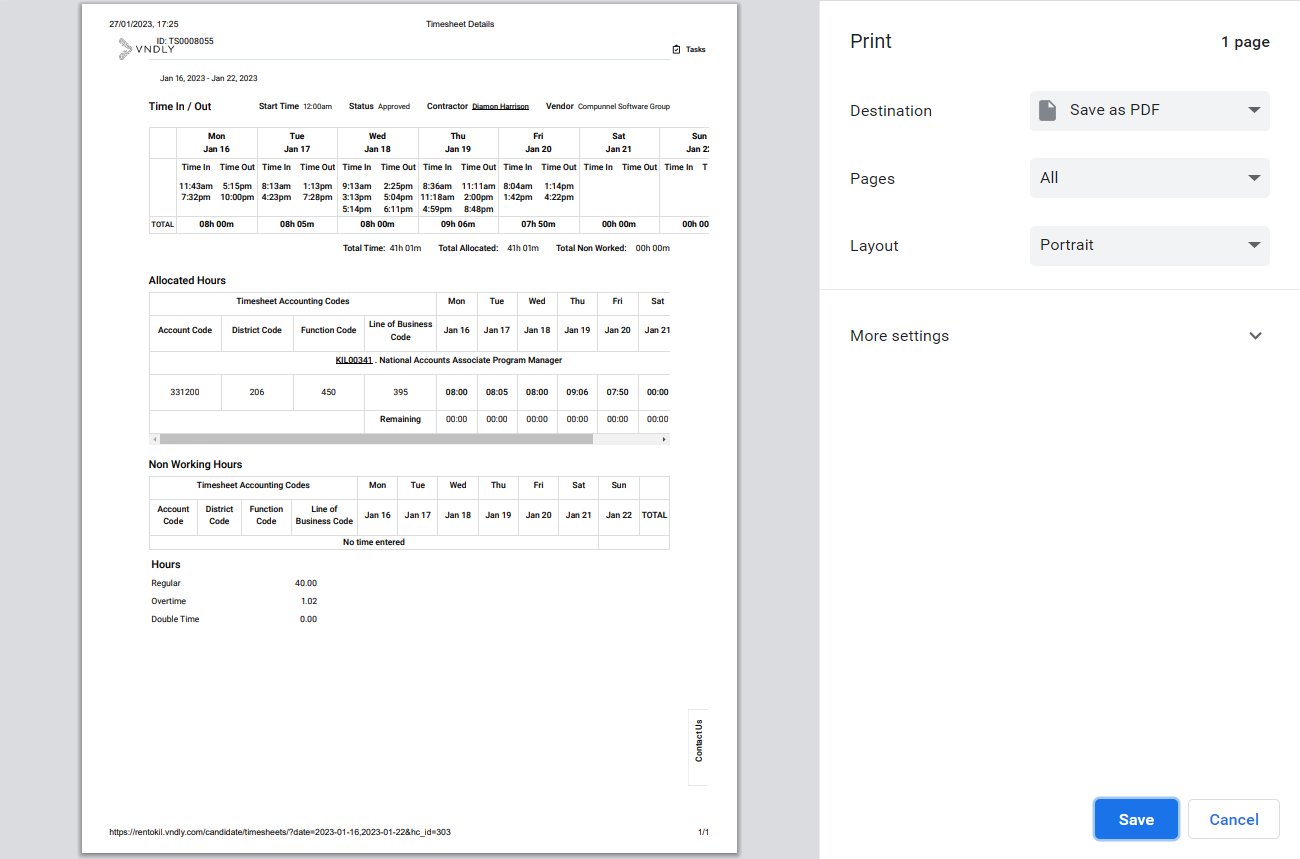 27/01/2023, 17:25 Timesheet Details
ID: TS0008055
VNDLY Tasks
Jan 16, 2023 - Jan 22, 2023
Time In / Out Start Time 12:00am Status Approved Contractor Diamon Harrison Vendor Compunnel Software Group
Mon Tue Wed Thu Fri Sat Sun
Jan 16 Jan 17 Jan 18 Jan 19 Jan 20 Jan 21 Jan 22
Time In Time Out Time In Time Out Time In Time Out Time In Time Out Time In Time Out Time In Time Out Time In T
11:43am 5:15pm 8:13am 1:13pm 9:13am 2:25pm 8:36am 11:11am 8:04am 1:14pm
7:32pm 10:00pm 4:23pm 7:28pm 3:13pm 5:04pm 11:18am 2:00pm 1:42pm 4:22pm
5:14pm 6:11pm 4:59pm 8:48pm
TOTAL 08h 00m 08h 05m 08h 00m 09h 06m 07h 50m 00h 00m 00h 00
Total Time: 41h 01m Total Allocated: 41h 01m Total Non Worked: 00h 00m
Allocated Hours
Timesheet Accounting Codes Mon Tue Wed Thu Fri Sat
Account Code District Code Function Code Line of Business Code Jan 16 Jan 17 Jan 18 Jan 19 Jan 20 Jan 21
KIL00341 . National Accounts Associate Program Manager
331200 206 450 395 08:00 08:05 08:00 09:06 07:50 00:00
Remaining 00:00 00:00 00:00 00:00 00:00 00:00
Non Working Hours
Timesheet Accounting Codes Mon Tue Wed Thu Fri Sat Sun
Account Code District Code Function Code Line of Business Code Jan 16 Jan 17 Jan 18 Jan 19 Jan 20 Jan 21 Jan 22 TOTAL
No time entered
Hours
Regular 40.00
Overtime 1.02
Double Time 0.00
Contact Us
https://rentokil.vndly.com/candidate/timesheets/?date=2023-01-16,2023-01-22&hc_id=303 1/1
Print 1 page
Destination Save as PDF
Pages All
Layout Portrait
More settings
Save Cancel